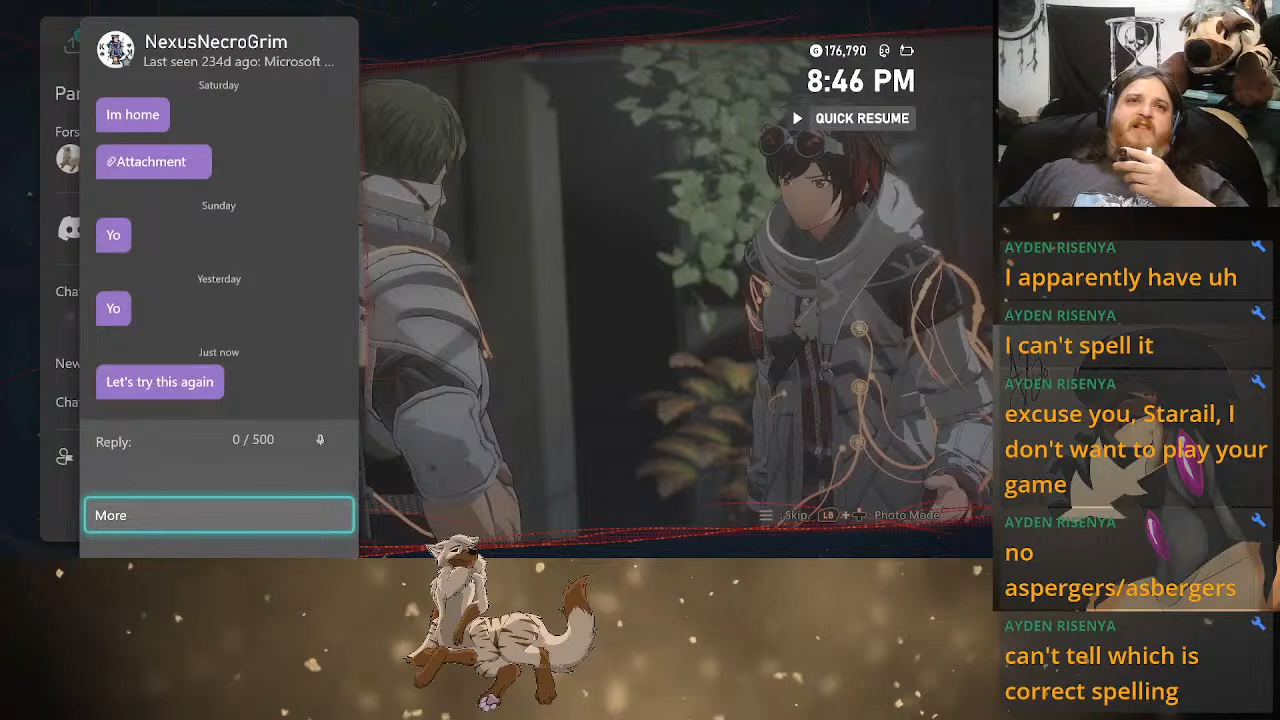 NexusNecroGrim
Last seen 234d ago: Microsoft ...
Saturday
Im home
Attachment
Sunday
Yo
Yesterday
Yo
Just now
Let's try this again
Reply:
0 / 500
More
Par
Fors
Chat
New
Chat
G 176,790
8:46 PM
QUICK RESUME
: Skip LB + : Photo Mode
AYDEN RISENYA
I apparently have uh
AYDEN RISENYA
I can't spell it
AYDEN RISENYA
excuse you, Starail, I
don't want to play your
game
AYDEN RISENYA
no
aspergers/asbergers
AYDEN RISENYA
can't tell which is
correct spelling